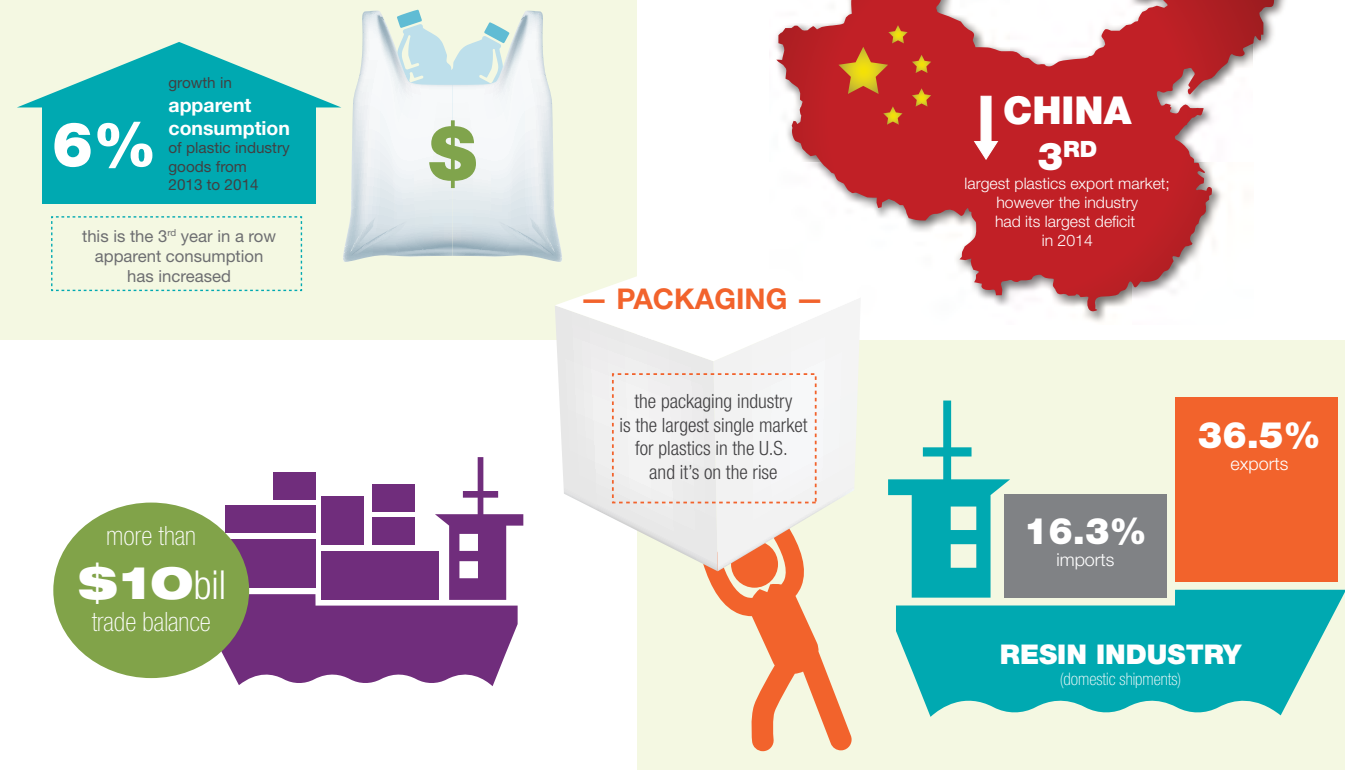 6%
growth in
apparent
consumption
of plastic industry
goods from
2013 to 2014
this is the 3rd year in a row
apparent consumption
has increased
$
CHINA
3RD
largest plastics export market;
however the industry
had its largest deficit
in 2014
— PACKAGING —
the packaging industry
is the largest single market
for plastics in the U.S.
and it's on the rise
more than
$10bil
trade balance
16.3%
imports
36.5%
exports
RESIN INDUSTRY
(domestic shipments)